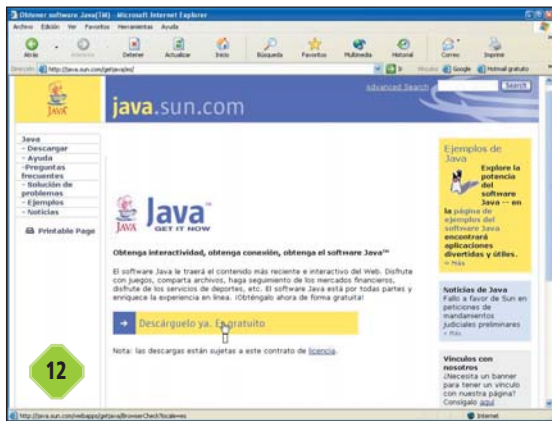 Obtener software Java(TM) - Microsoft Internet Explorer
Archivo Edición Ver Favoritos Herramientas Ayuda
Atrás Detener Actualizar Inicio Búsqueda Favoritos Multimedia Historial Correo Imprimir
Dirección http://java.sun.com/getjava/es/ Ir Vínculos Google Hotmail gratuito
JAVA
java.sun.com
Advanced Search
Search
Java
- Descargar
- Ayuda
-Preguntas
frecuentes
- Solución de
problemas
- Ejemplos
- Noticias
Printable Page
JAVA
Java™
GET IT NOW
Obtenga interactividad, obtenga conexión, obtenga el software Java™
El software Java le traerá el contenido más reciente e interactivo del Web. Disfrute
con juegos, comparta archivos, haga seguimiento de los mercados financieros,
disfrute de los servicios de deportes, etc. El software Java está por todas partes y
enriquece la experiencia en línea. ¡Obténgalo ahora de forma gratuita!
Descárguelo ya. Es gratuito
Nota: las descargas están sujetas a este contrato de licencia.
Ejemplos de
Java
Explore la
potencia
del
software
Java -- en
la página de
ejemplos del
software Java
encontrará
aplicaciones
divertidas y útiles.
» Más
Noticias de Java
Fallo a favor de Sun en
peticiones de
mandamientos
judiciales preliminares
» Más
Vínculos con
nosotros
¿Necesita un banner
para tener un vínculo
con nuestra página?
Consígalo aquí
12
http://java.sun.com/webapps/getjava/BrowserCheck?locale=es
Internet